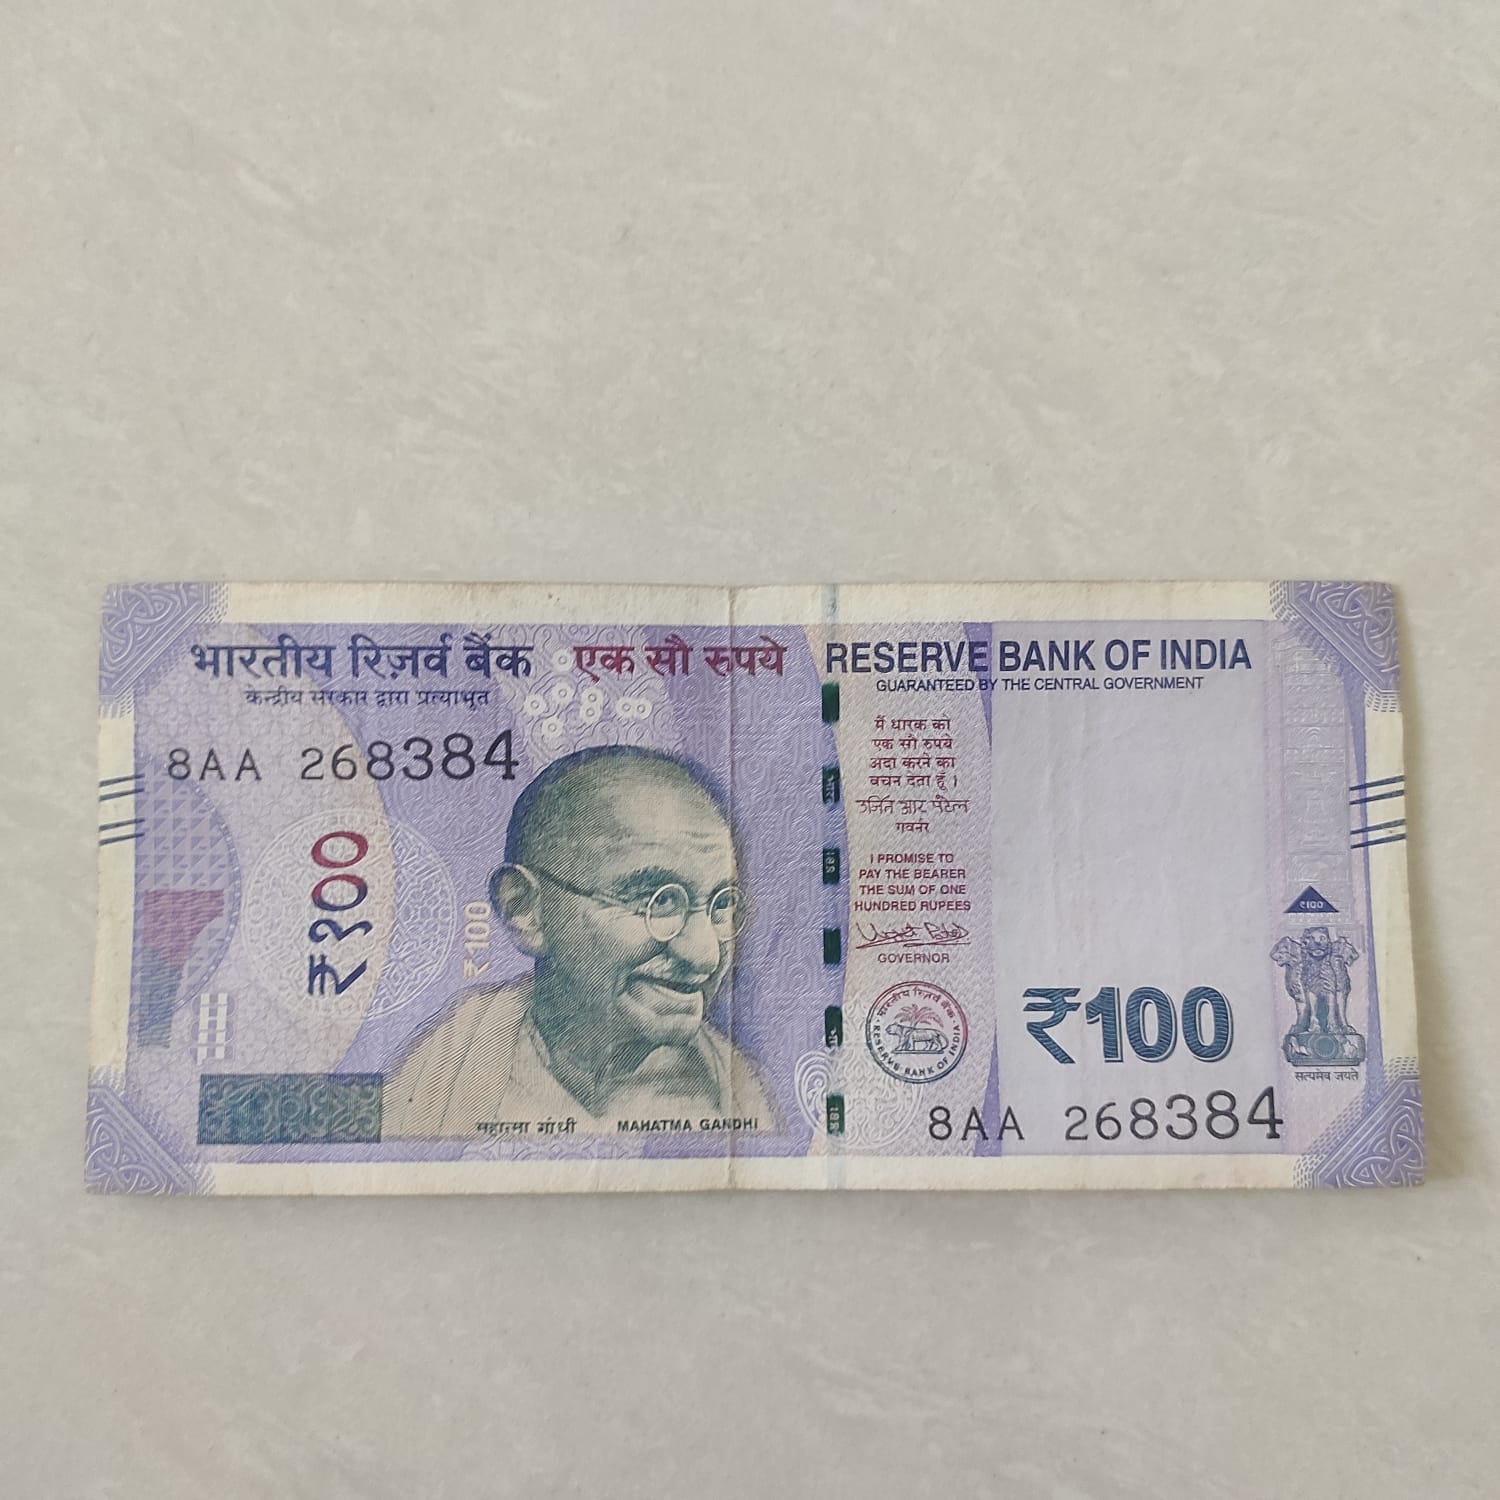 भारतीय रिज़र्व बैंक एक सौ रुपये
केन्द्रीय सरकार द्वारा प्रत्याभूत
8AA 268384
₹१००
₹100
महात्मा गांधी MAHATMA GANDHI
RESERVE BANK OF INDIA
GUARANTEED BY THE CENTRAL GOVERNMENT
मैं धारक को
एक सौ रुपये
अदा करने का
वचन देता हूँ ।
उर्जित आर पटेल
गवर्नर
I PROMISE TO
PAY THE BEARER
THE SUM OF ONE
HUNDRED RUPEES
GOVERNOR
भारतीय रिज़र्व बैंक
RESERVE BANK OF INDIA
₹100
₹100
सत्यमेव जयते
8AA 268384